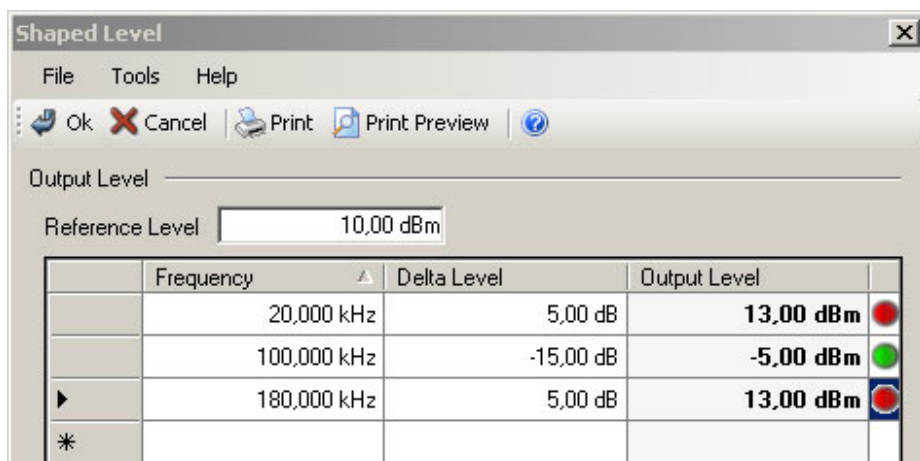 Shaped Level
File Tools Help
Ok Cancel Print Print Preview
Output Level
Reference Level 10,00 dBm
Frequency Delta Level Output Level
20,000 kHz 5,00 dB 13,00 dBm
100,000 kHz -15,00 dB -5,00 dBm
180,000 kHz 5,00 dB 13,00 dBm